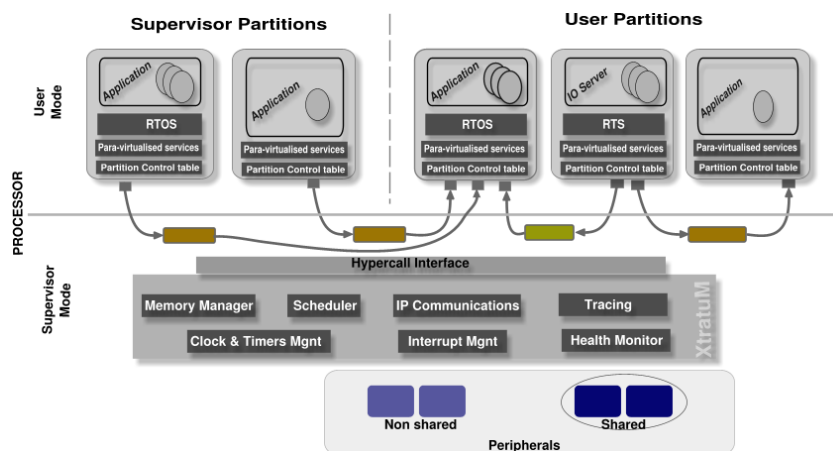 Supervisor Partitions
User Partitions
PROCESSOR
User
Mode
Application
RTOS
Para-virtualised services
Partition Control table
Application
Para-virtualised services
Partition Control table
Application
RTOS
Para-virtualised services
Partition Control table
IO Server
RTS
Para-virtualised services
Partition Control table
Application
Para-virtualised services
Partition Control table
Supervisor
Mode
Hypercall Interface
Memory Manager
Scheduler
IP Communications
Tracing
Clock & Timers Mgnt
Interrupt Mgnt
Health Monitor
XtratuM
Non shared
Shared
Peripherals